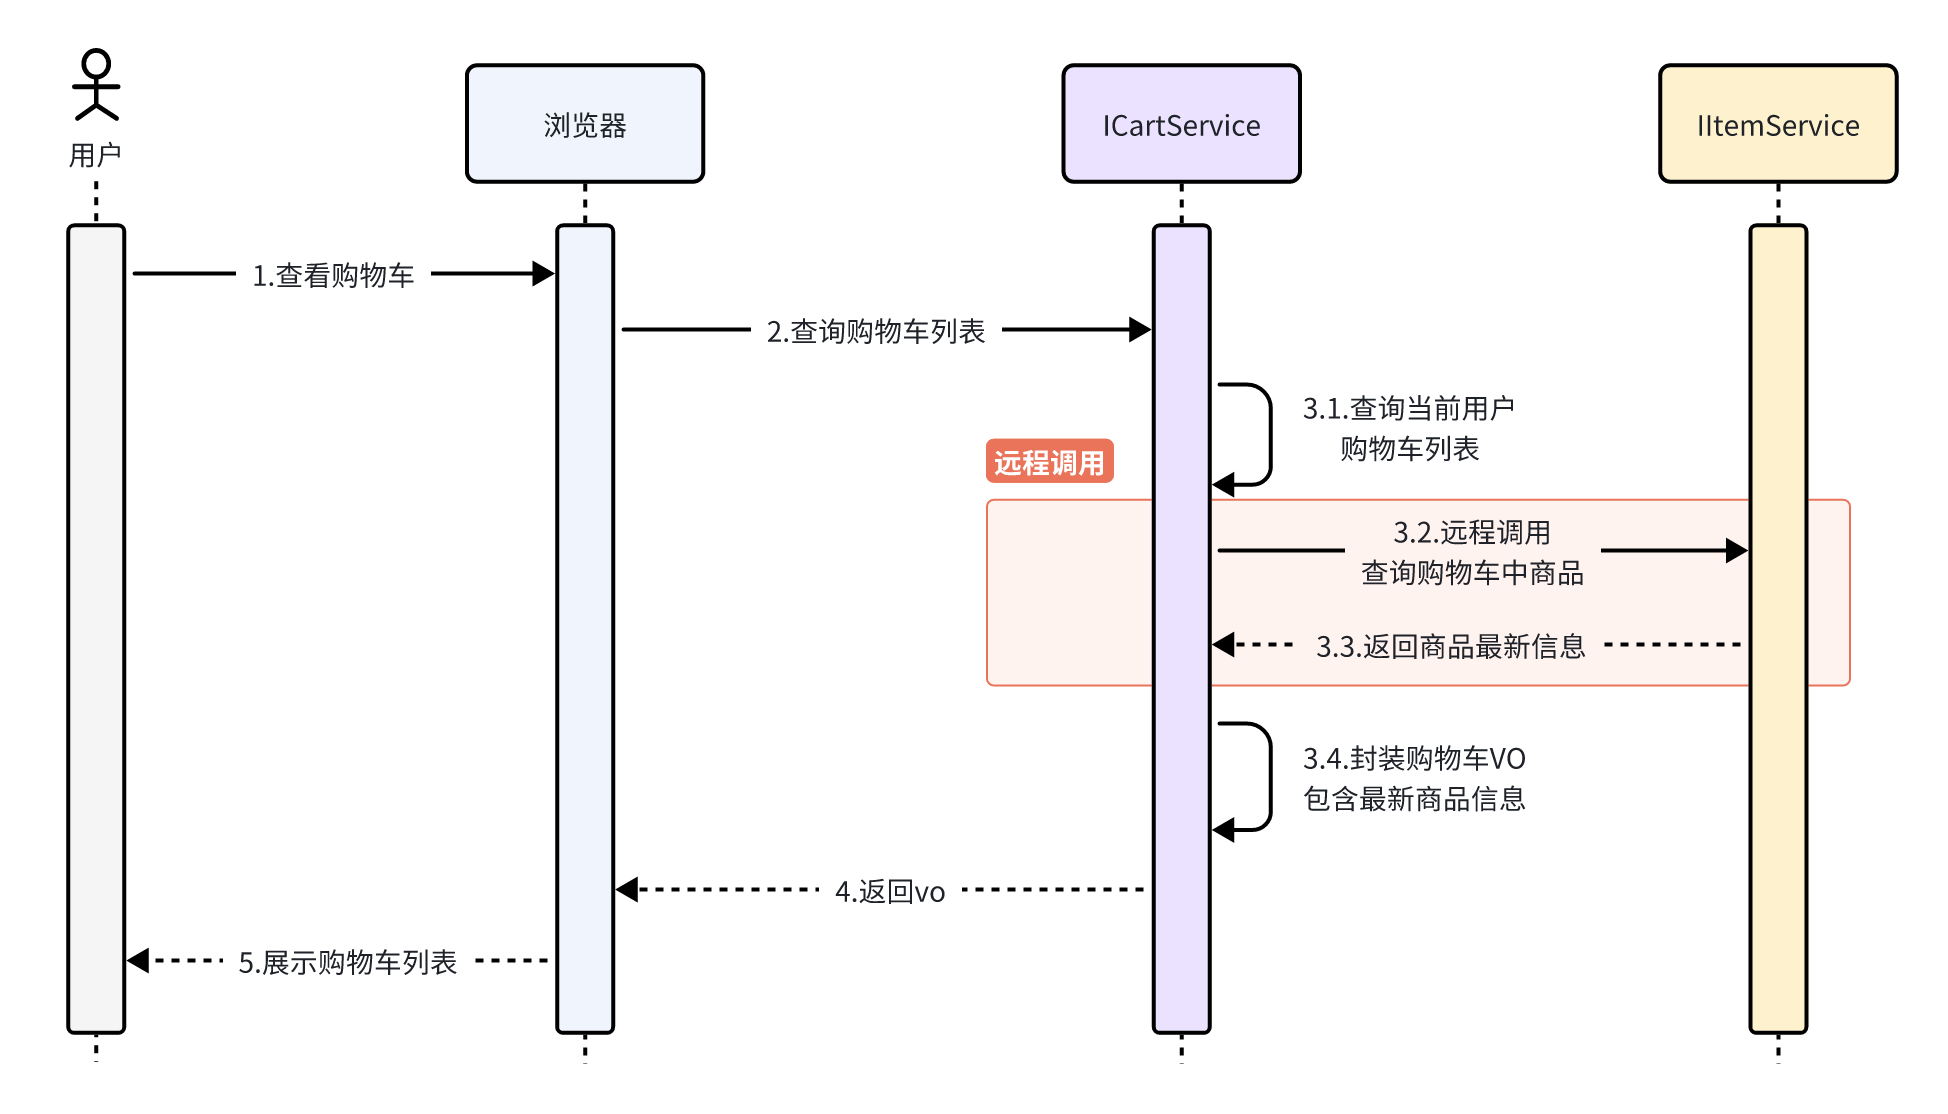 用户
浏览器
ICartService
IItemService
1.查看购物车
2.查询购物车列表
3.1.查询当前用户
购物车列表
远程调用
3.2.远程调用
查询购物车中商品
3.3.返回商品最新信息
3.4.封装购物车VO
包含最新商品信息
4.返回vo
5.展示购物车列表